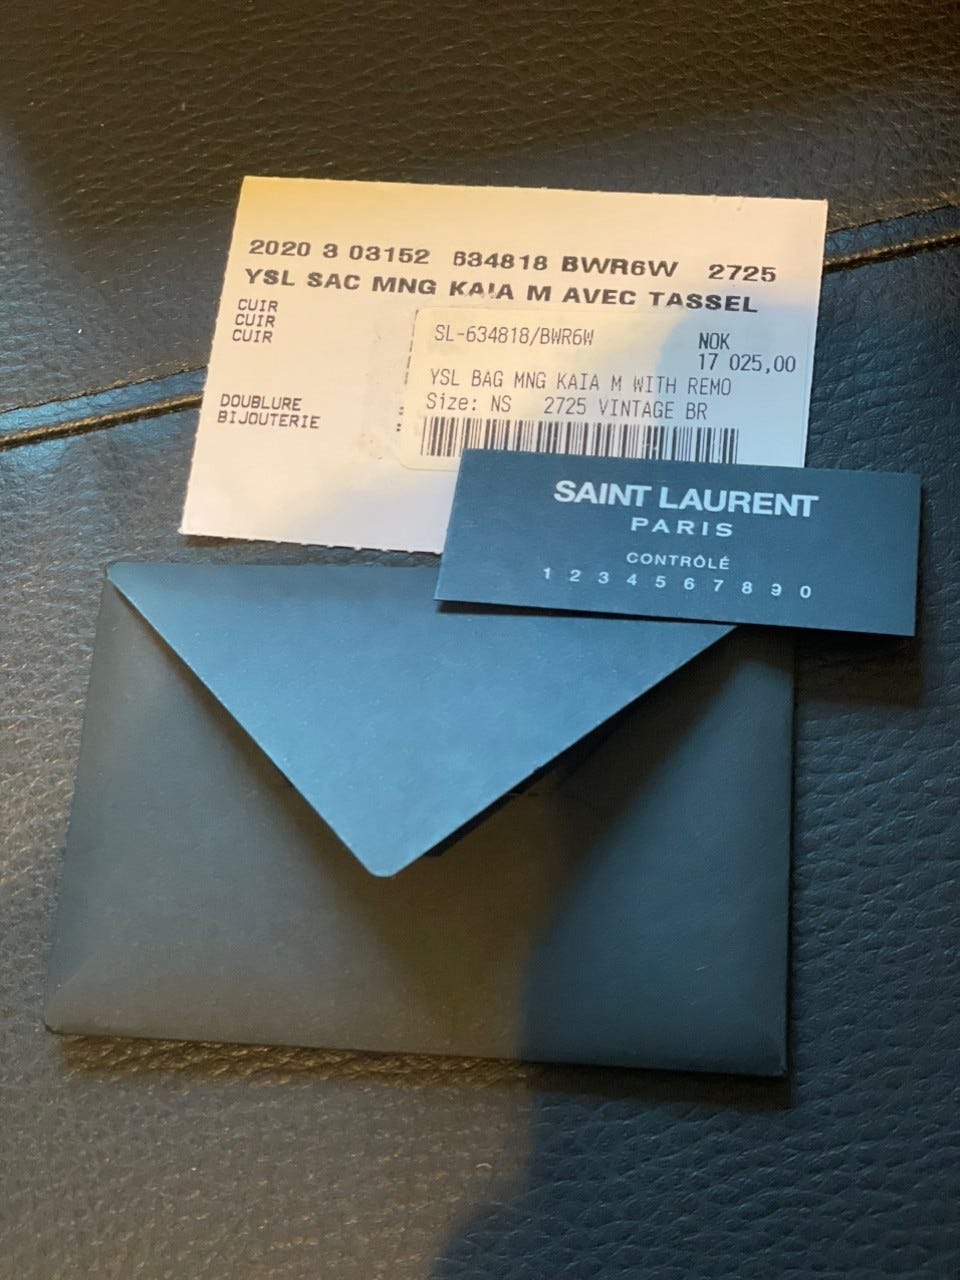 2020 3 03152 634818 BWR6W 2725
YSL SAC MNG KAIA M AVEC TASSEL
CUIR
CUIR
CUIR
DOUBLURE :
BIJOUTERIE :
SL-634818/BWR6W NOK
17 025,00
YSL BAG MNG KAIA M WITH REMO
Size: NS 2725 VINTAGE BR
SAINT LAURENT
PARIS
CONTRÔLÉ
1 2 3 4 5 6 7 8 9 0